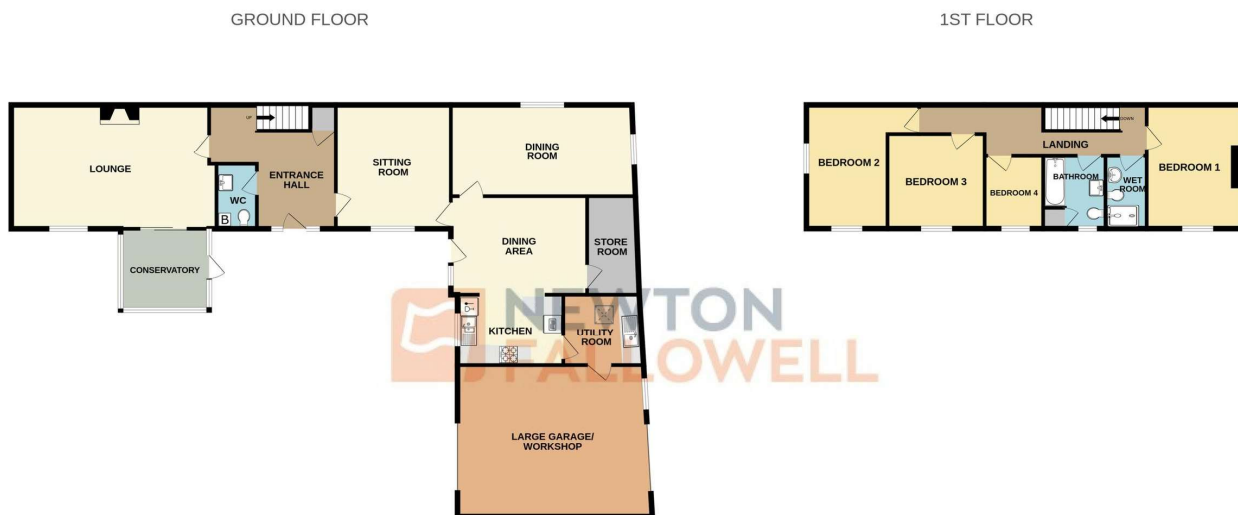 GROUND FLOOR
1ST FLOOR
LOUNGE
UP
ENTRANCE
HALL
WC
B
SITTING
ROOM
DINING
ROOM
CONSERVATORY
DINING
AREA
STORE
ROOM
KITCHEN
UTILITY
ROOM
LARGE GARAGE/
WORKSHOP
BEDROOM 2
BEDROOM 3
LANDING
DOWN
BEDROOM 4
BATHROOM
WET
ROOM
BEDROOM 1
NEWTON
FALLOWELL